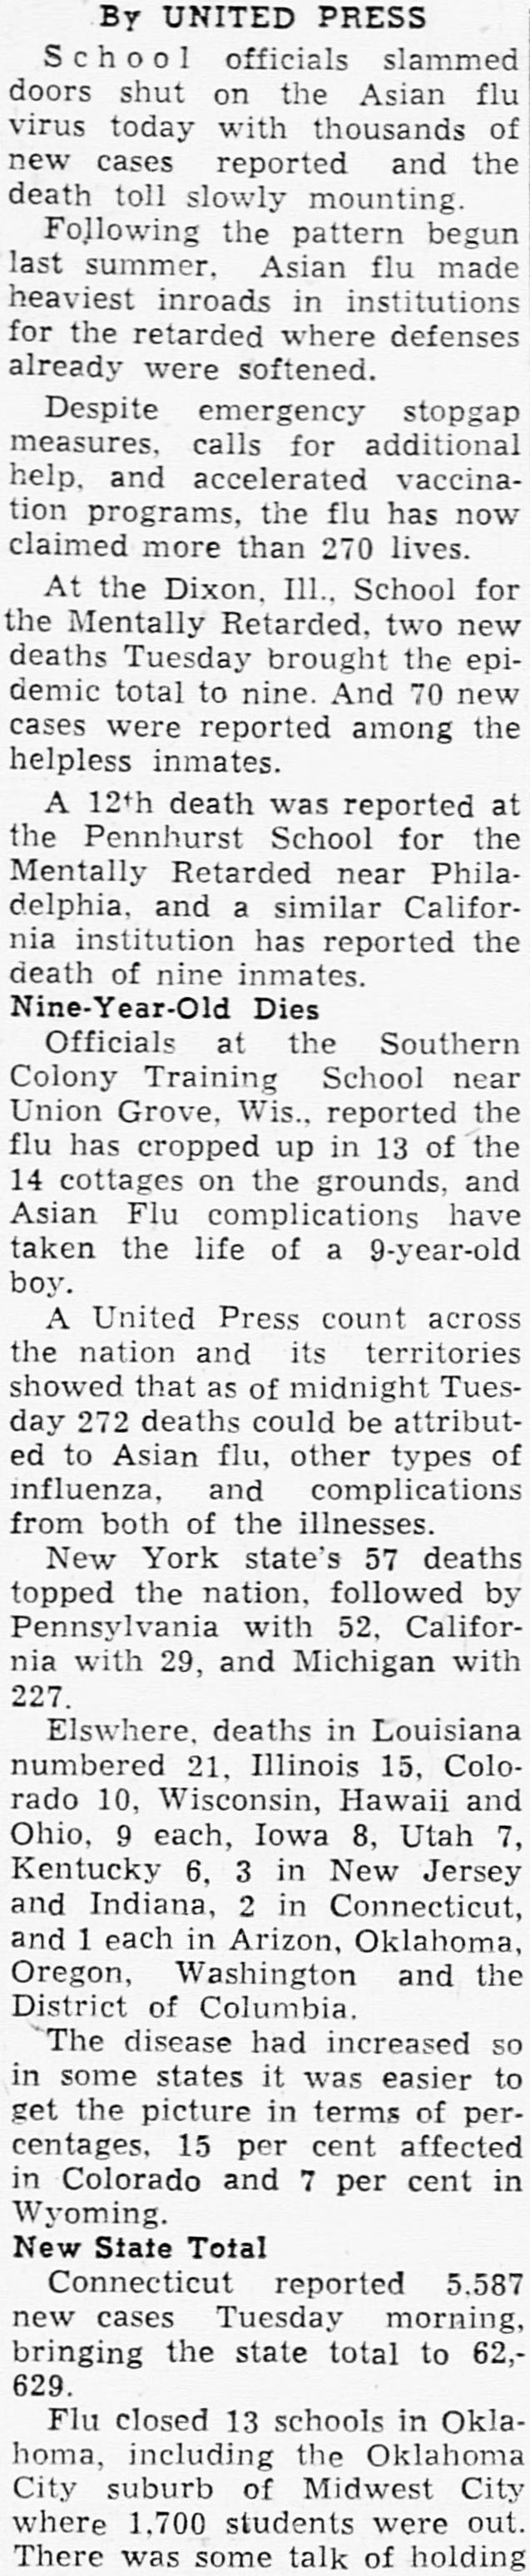 By UNITED PRESS
School officials slammed
doors shut on the Asian flu
virus today with thousands of
new cases reported and the
death toll slowly mounting.
Following the pattern begun
last summer, Asian flu made
heaviest inroads in institutions
for the retarded where defenses
already were softened.
Despite emergency stopgap
measures, calls for additional
help, and accelerated vaccina-
tion programs, the flu has now
claimed more than 270 lives.
At the Dixon, Ill., School for
the Mentally Retarded, two new
deaths Tuesday brought the epi-
demic total to nine. And 70 new
cases were reported among the
helpless inmates.
A 12th death was reported at
the Pennhurst School for the
Mentally Retarded near Phila-
delphia, and a similar Califor-
nia institution has reported the
death of nine inmates.
Nine-Year-Old Dies
Officials at the Southern
Colony Training School near
Union Grove, Wis., reported the
flu has cropped up in 13 of the
14 cottages on the grounds, and
Asian Flu complications have
taken the life of a 9-year-old
boy.
A United Press count across
the nation and its territories
showed that as of midnight Tues-
day 272 deaths could be attribut-
ed to Asian flu, other types of
influenza, and complications
from both of the illnesses.
New York state's 57 deaths
topped the nation, followed by
Pennsylvania with 52, Califor-
nia with 29, and Michigan with
227.
Elswhere, deaths in Louisiana
numbered 21, Illinois 15, Colo-
rado 10, Wisconsin, Hawaii and
Ohio, 9 each, Iowa 8, Utah 7,
Kentucky 6, 3 in New Jersey
and Indiana, 2 in Connecticut,
and 1 each in Arizon, Oklahoma,
Oregon, Washington and the
District of Columbia.
The disease had increased so
in some states it was easier to
get the picture in terms of per-
centages, 15 per cent affected
in Colorado and 7 per cent in
Wyoming.
New State Total
Connecticut reported 5,587
new cases Tuesday morning,
bringing the state total to 62,-
629.
Flu closed 13 schools in Okla-
homa, including the Oklahoma
City suburb of Midwest City
where 1,700 students were out.
There was some talk of holding